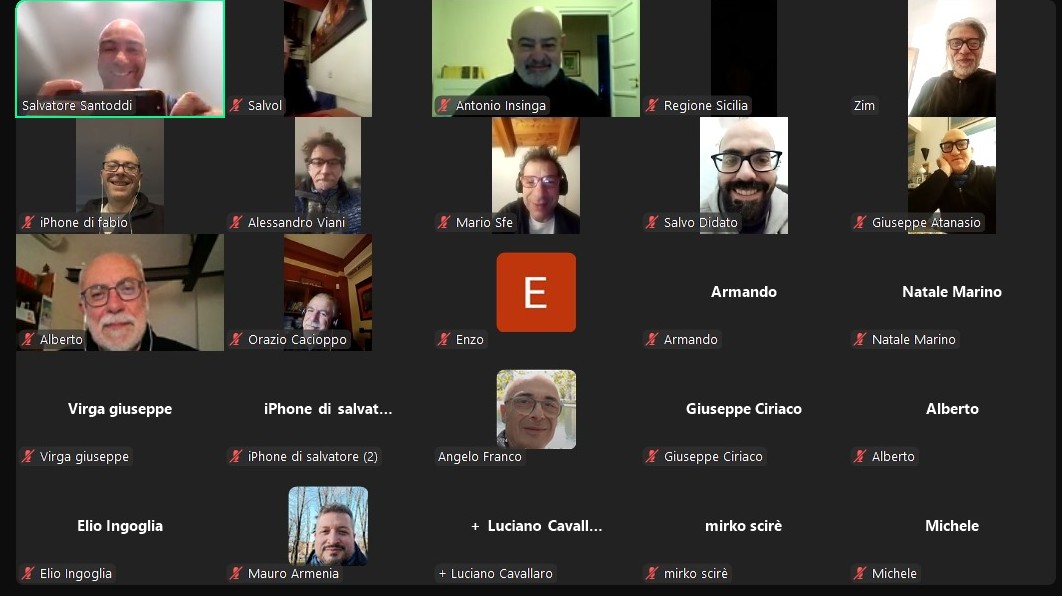 Salvatore Santoddi
Salvol
Antonio Insinga
Regione Sicilia
Zim
iPhone di fabio
Alessandro Viani
Mario Sfe
Salvo Didato
Giuseppe Atanasio
Alberto
Orazio Cacioppo
E
Enzo
Armando
Armando
Natale Marino
Natale Marino
Virga giuseppe
Virga giuseppe
iPhone di salvat...
iPhone di salvatore (2)
Angelo Franco
Giuseppe Ciriaco
Giuseppe Ciriaco
Alberto
Alberto
Elio Ingoglia
Elio Ingoglia
Mauro Armenia
+ Luciano Cavall...
+ Luciano Cavallaro
mirko scirè
mirko scirè
Michele
Michele